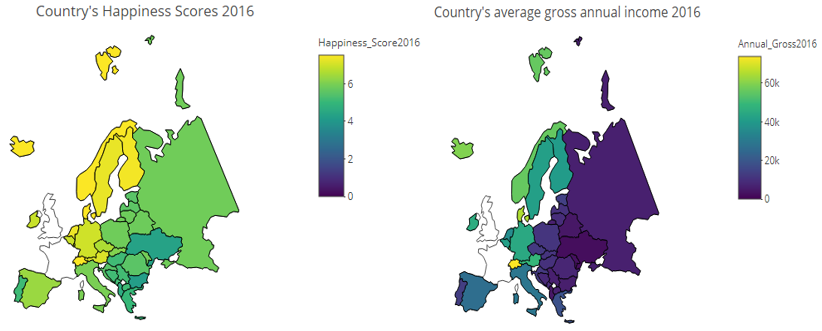 Country's Happiness Scores 2016
Happiness_Score2016
6
4
2
0
Country's average gross annual income 2016
Annual_Gross2016
60k
40k
20k
0